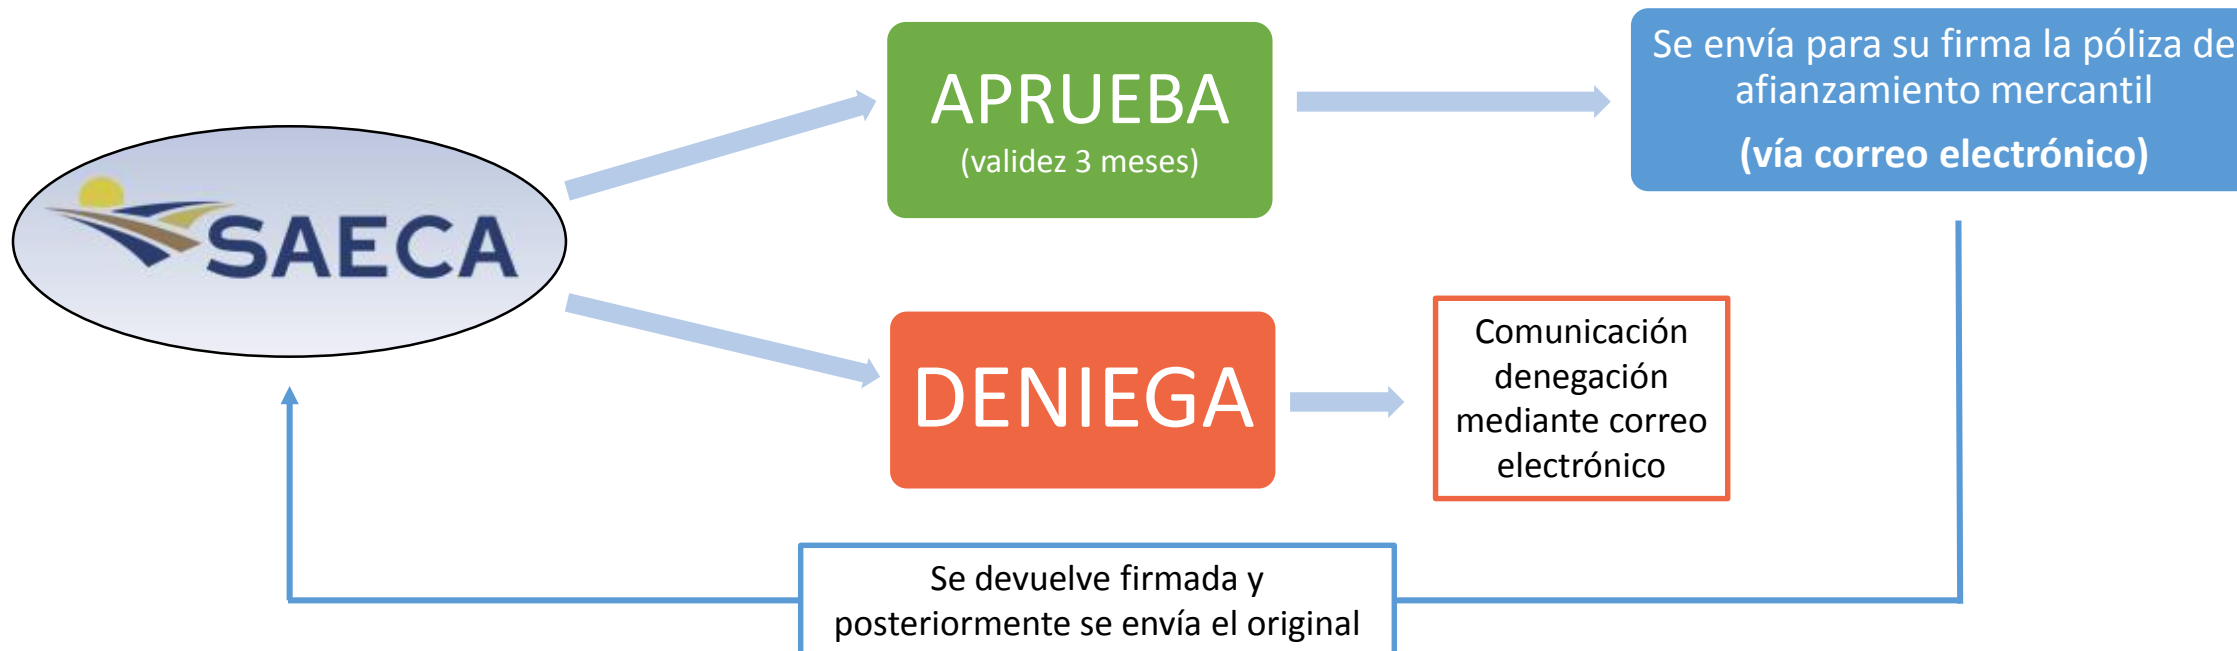 SAECA
APRUEBA
(validez 3 meses)
Se envía para su firma la póliza de
afianzamiento mercantil
(vía correo electrónico)
DENIEGA
Comunicación
denegación
mediante correo
electrónico
Se devuelve firmada y
posteriormente se envía el original